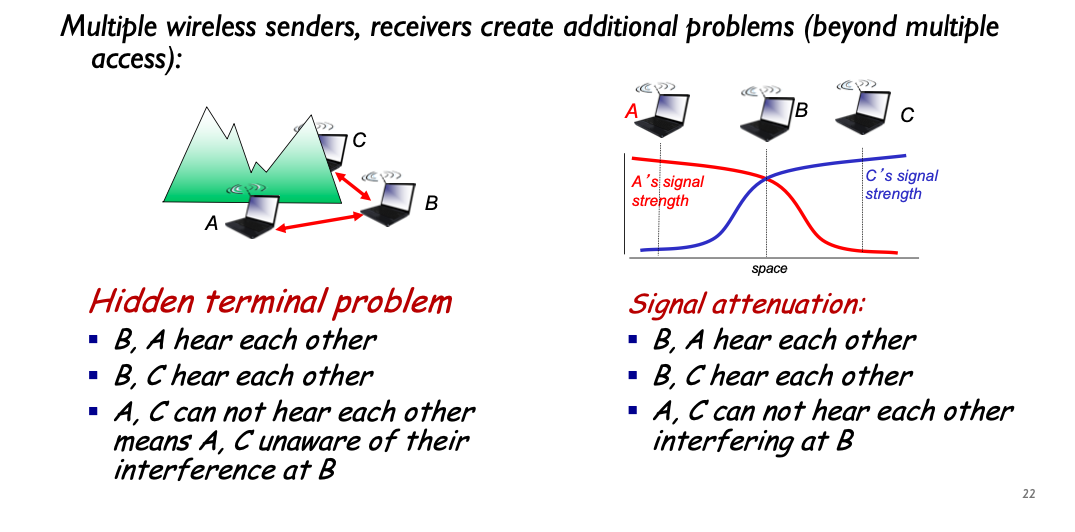 Multiple wireless senders, receivers create additional problems (beyond multiple
access):
C
B
A
Hidden terminal problem
▪ B, A hear each other
▪ B, C hear each other
▪ A, C can not hear each other
means A, C unaware of their
interference at B
A
B
C
A’s signal
strength
C’s signal
strength
space
Signal attenuation:
▪ B, A hear each other
▪ B, C hear each other
▪ A, C can not hear each other
interfering at B
22